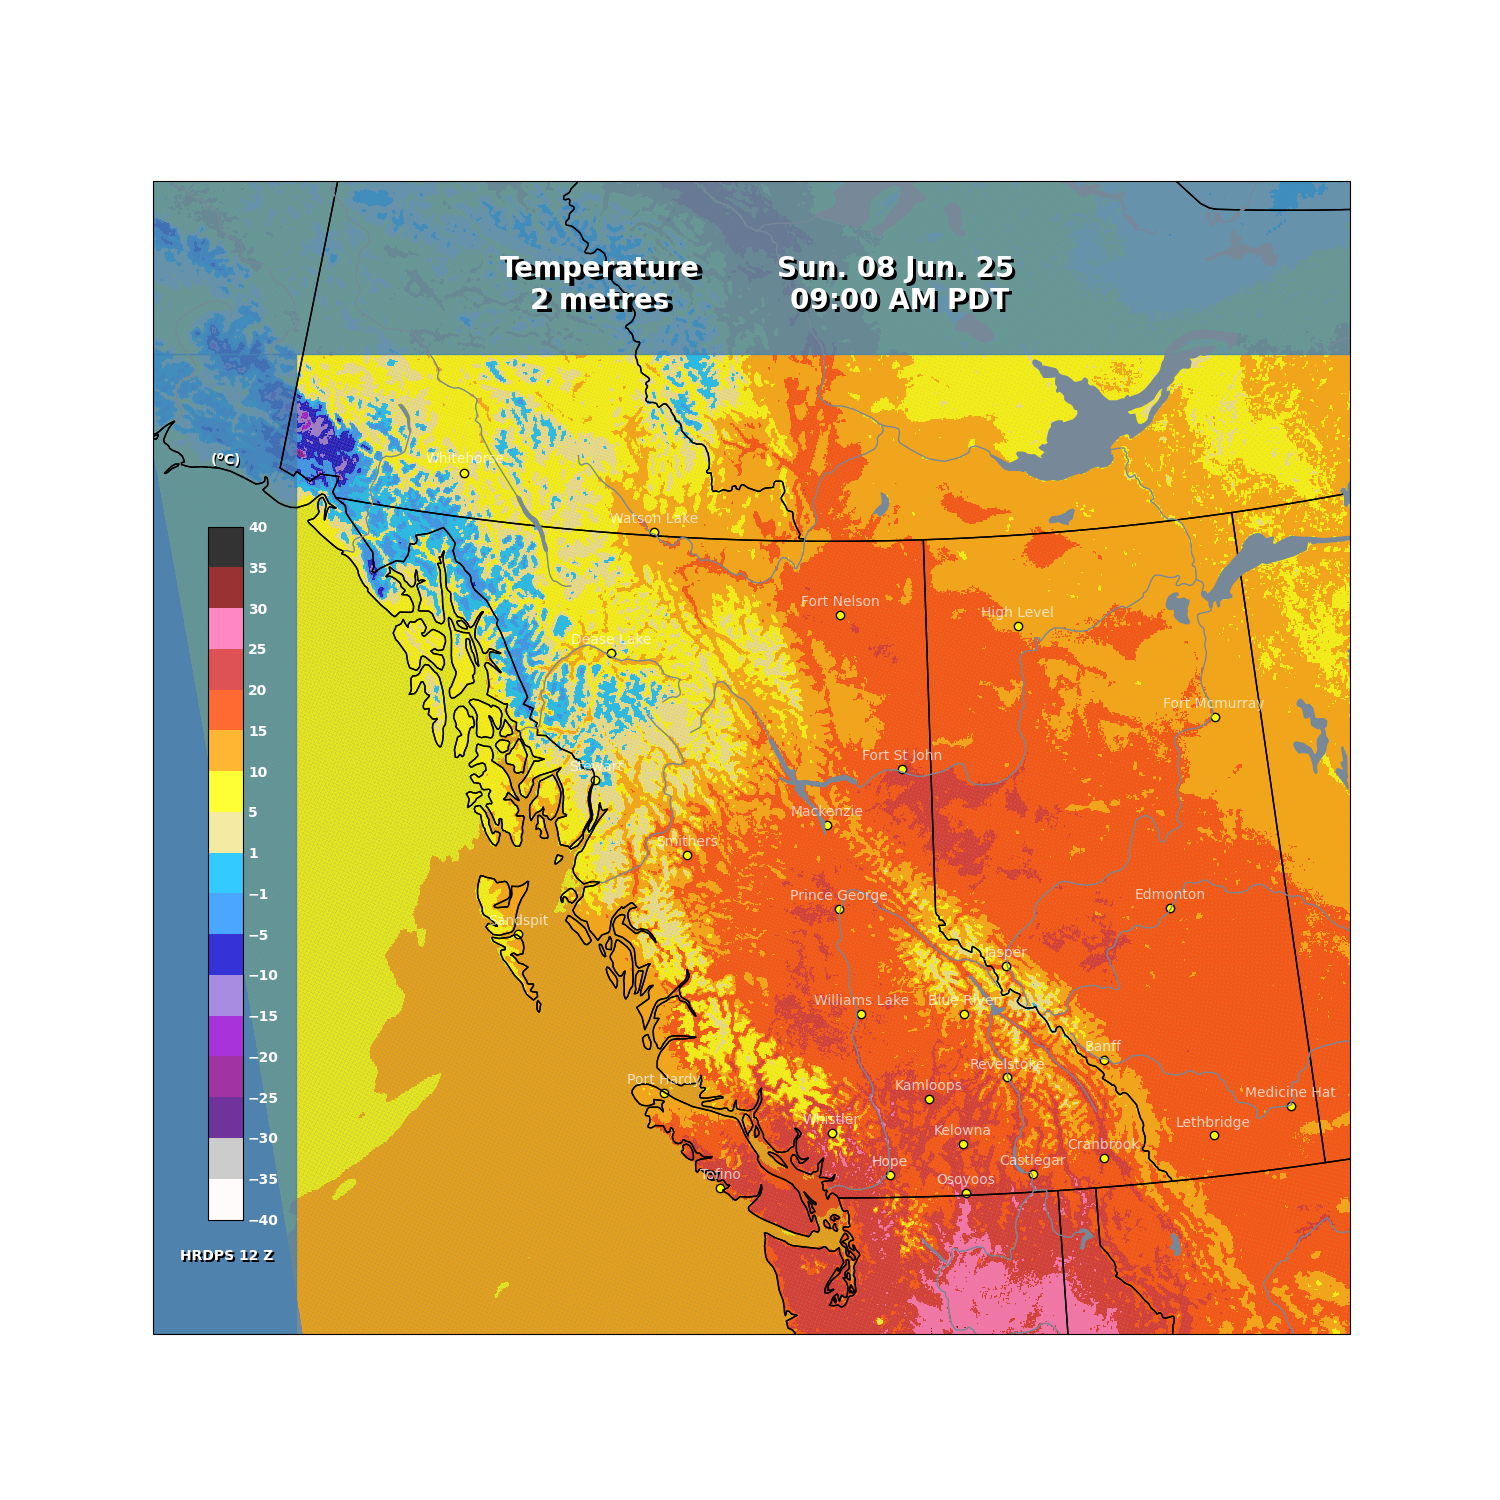 Temperature
2 metres
Sun. 08 Jun. 25
09:00 AM PDT
(°C)
40
35
30
25
20
15
10
5
1
−1
−5
−10
−15
−20
−25
−30
−35
−40
HRDPS 12 Z
Whitehorse
Watson Lake
Fort Nelson
High Level
Dease Lake
Fort Mcmurray
Fort St John
Stewart
Mackenzie
Smithers
Prince George
Edmonton
Sandspit
Jasper
Williams Lake
Blue River
Banff
Revelstoke
Port Hardy
Kamloops
Medicine Hat
Whistler
Lethbridge
Kelowna
Cranbrook
Hope
Castlegar
Tofino
Osoyoos